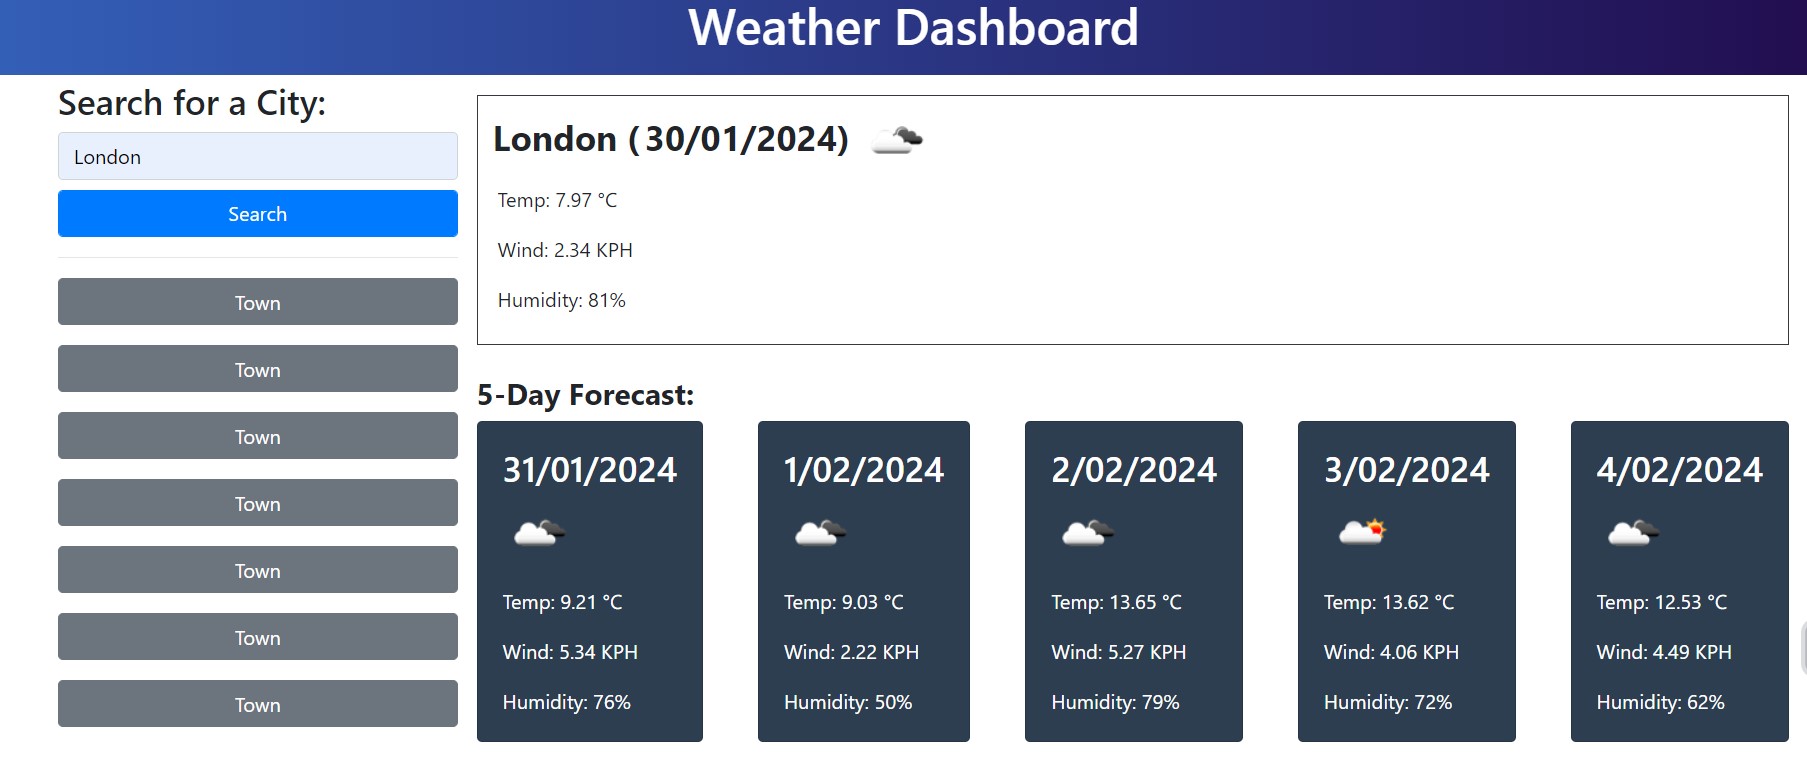 Weather Dashboard
Search for a City:
London
Search
Town
Town
Town
Town
Town
Town
Town
London (30/01/2024)
Temp: 7.97 °C
Wind: 2.34 KPH
Humidity: 81%
5-Day Forecast:
31/01/2024
Temp: 9.21 °C
Wind: 5.34 KPH
Humidity: 76%
1/02/2024
Temp: 9.03 °C
Wind: 2.22 KPH
Humidity: 50%
2/02/2024
Temp: 13.65 °C
Wind: 5.27 KPH
Humidity: 79%
3/02/2024
Temp: 13.62 °C
Wind: 4.06 KPH
Humidity: 72%
4/02/2024
Temp: 12.53 °C
Wind: 4.49 KPH
Humidity: 62%